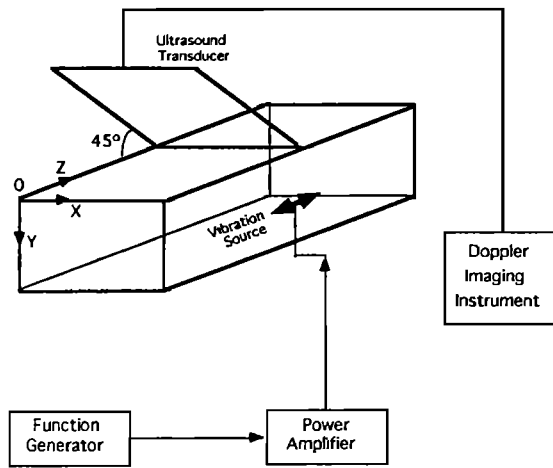 Ultrasound
Transducer
45°
Z
O
X
Y
Vibration
Source
Doppler
Imaging
Instrument
Function
Generator
Power
Amplifier